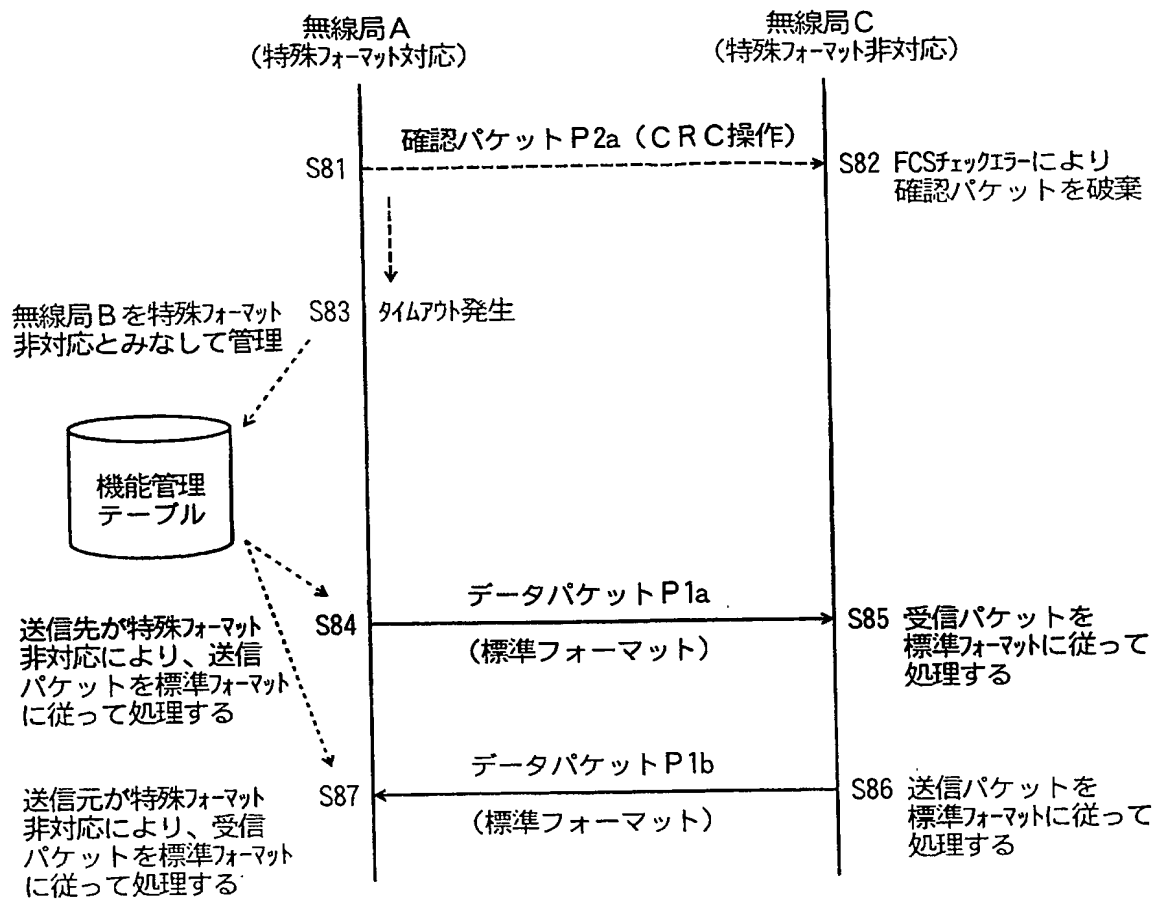 無線局A
(特殊フォーマット対応)
無線局C
(特殊フォーマット非対応)
確認パケットP2a(CRC操作)
S81
S82 FCSチェックエラーにより
確認パケットを破棄
無線局Bを特殊フォーマット
非対応とみなして管理
S83
タイムアウト発生
機能管理
テーブル
データパケットP1a
(標準フォーマット)
送信先が特殊フォーマット
非対応により、送信
パケットを標準フォーマット
に従って処理する
S84
S85 受信パケットを
標準フォーマットに従って
処理する
データパケットP1b
(標準フォーマット)
送信元が特殊フォーマット
非対応により、受信
パケットを標準フォーマット
に従って処理する
S87
S86 送信パケットを
標準フォーマットに従って
処理する